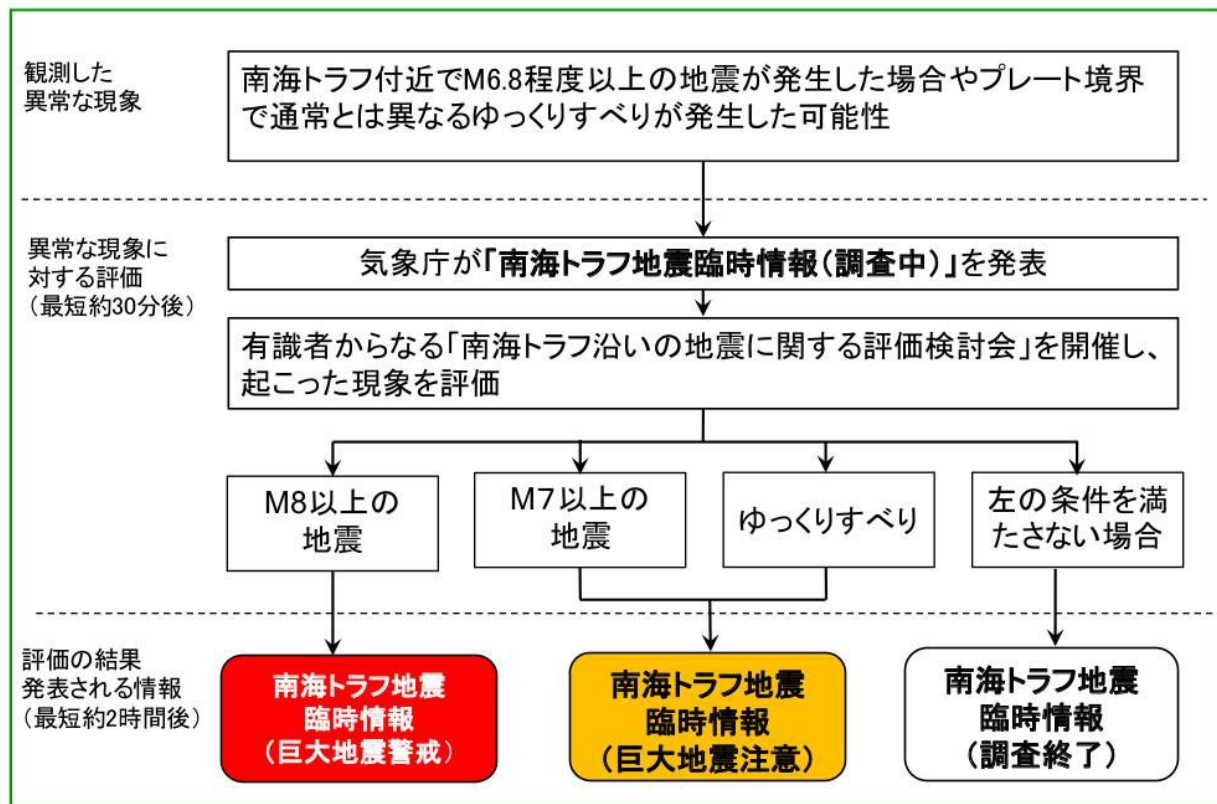 観測した
異常な現象
南海トラフ付近でM6.8程度以上の地震が発生した場合やプレート境界
で通常とは異なるゆっくりすべりが発生した可能性
異常な現象に
対する評価
（最短約30分後）
気象庁が「南海トラフ地震臨時情報（調査中）」を発表
有識者からなる「南海トラフ沿いの地震に関する評価検討会」を開催し、
起こった現象を評価
M8以上の
地震
M7以上の
地震
ゆっくりすべり
左の条件を満
たさない場合
評価の結果
発表される情報
（最短約2時間後）
南海トラフ地震
臨時情報
（巨大地震警戒）
南海トラフ地震
臨時情報
（巨大地震注意）
南海トラフ地震
臨時情報
（調査終了）